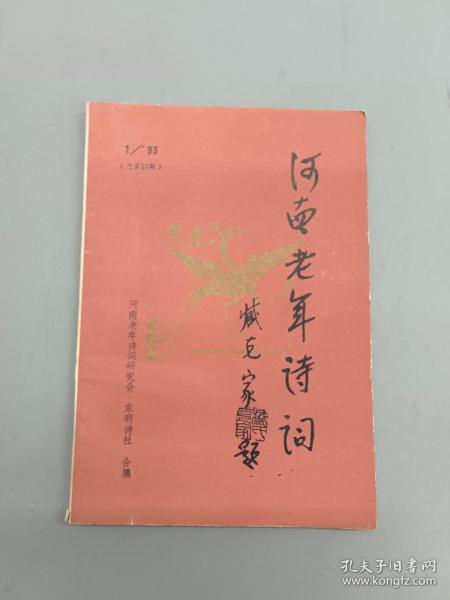 1/'93
(总第13期)
河南老年诗词
臧克家
题
河南老年诗词研究会·东明诗社 合编
孔夫子旧书网
www.kongfz.com